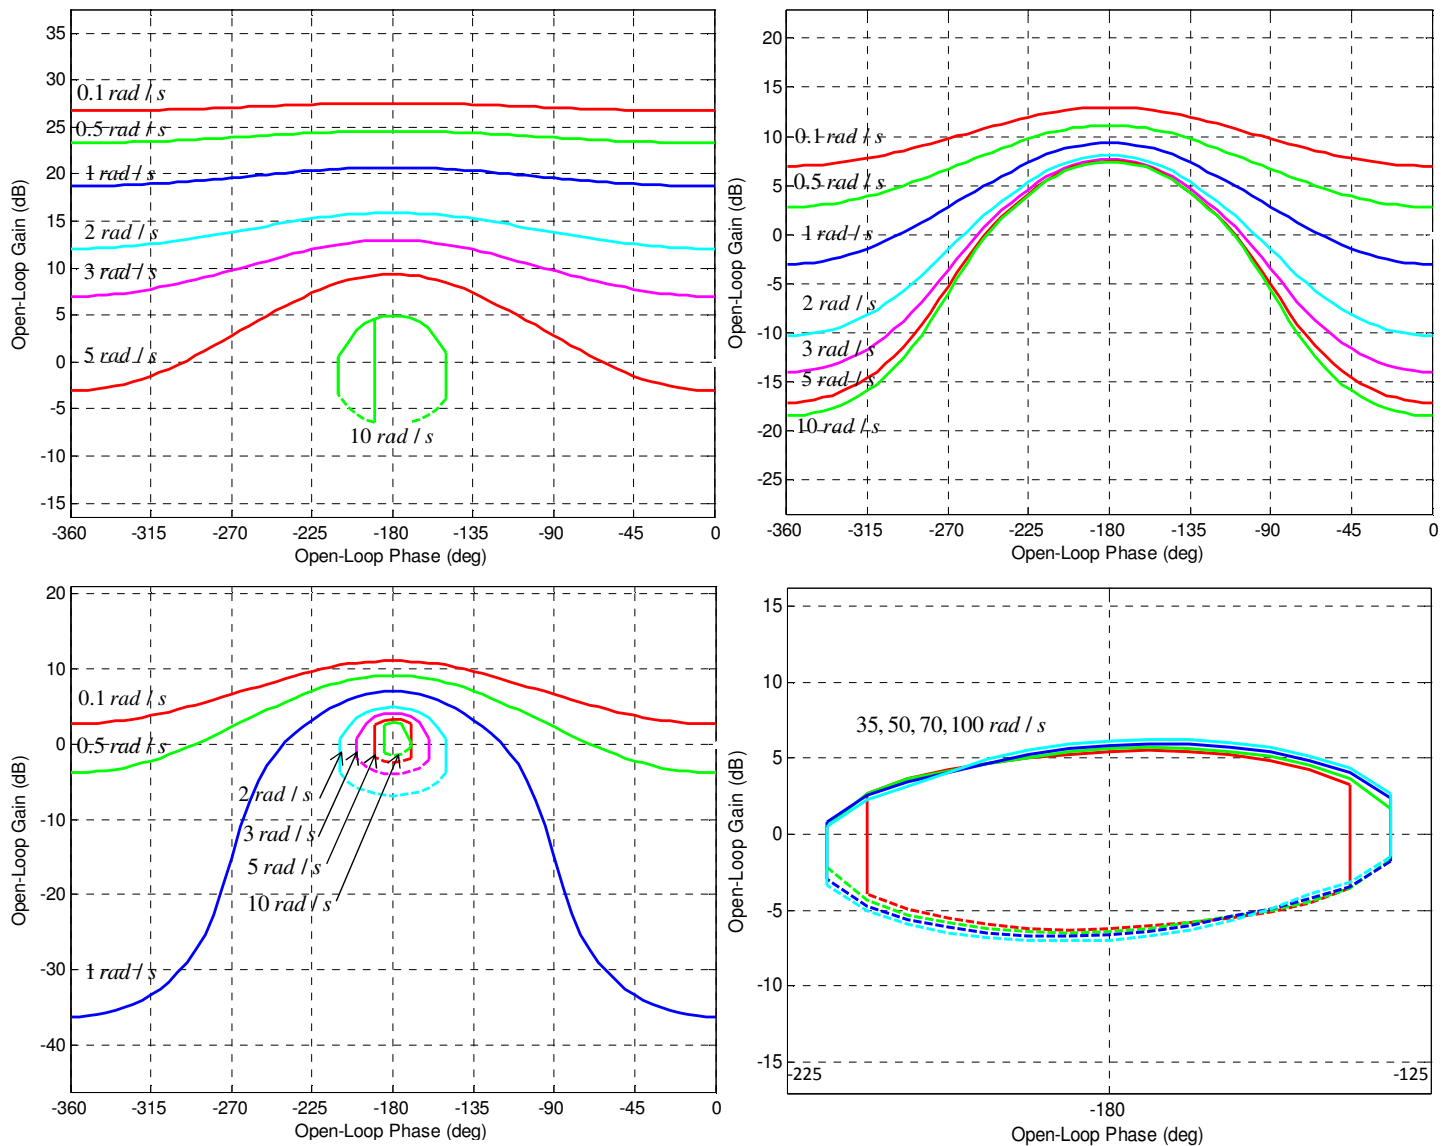 35
30
25
20
15
10
5
0
-5
-10
-15
Open-Loop Gain (dB)
0.1 rad / s
0.5 rad / s
1 rad / s
2 rad / s
3 rad / s
5 rad / s
10 rad / s
-360 -315 -270 -225 -180 -135 -90 -45 0
Open-Loop Phase (deg)
20
15
10
5
0
-5
-10
-15
-20
-25
Open-Loop Gain (dB)
0.1 rad / s
0.5 rad / s
1 rad / s
2 rad / s
3 rad / s
5 rad / s
10 rad / s
-360 -315 -270 -225 -180 -135 -90 -45 0
Open-Loop Phase (deg)
20
10
0
-10
-20
-30
-40
Open-Loop Gain (dB)
0.1 rad / s
0.5 rad / s
2 rad / s
3 rad / s
5 rad / s
10 rad / s
1 rad / s
-360 -315 -270 -225 -180 -135 -90 -45 0
Open-Loop Phase (deg)
15
10
5
0
-5
-10
-15
Open-Loop Gain (dB)
35, 50, 70, 100 rad / s
-225 -125
-180
Open-Loop Phase (deg)